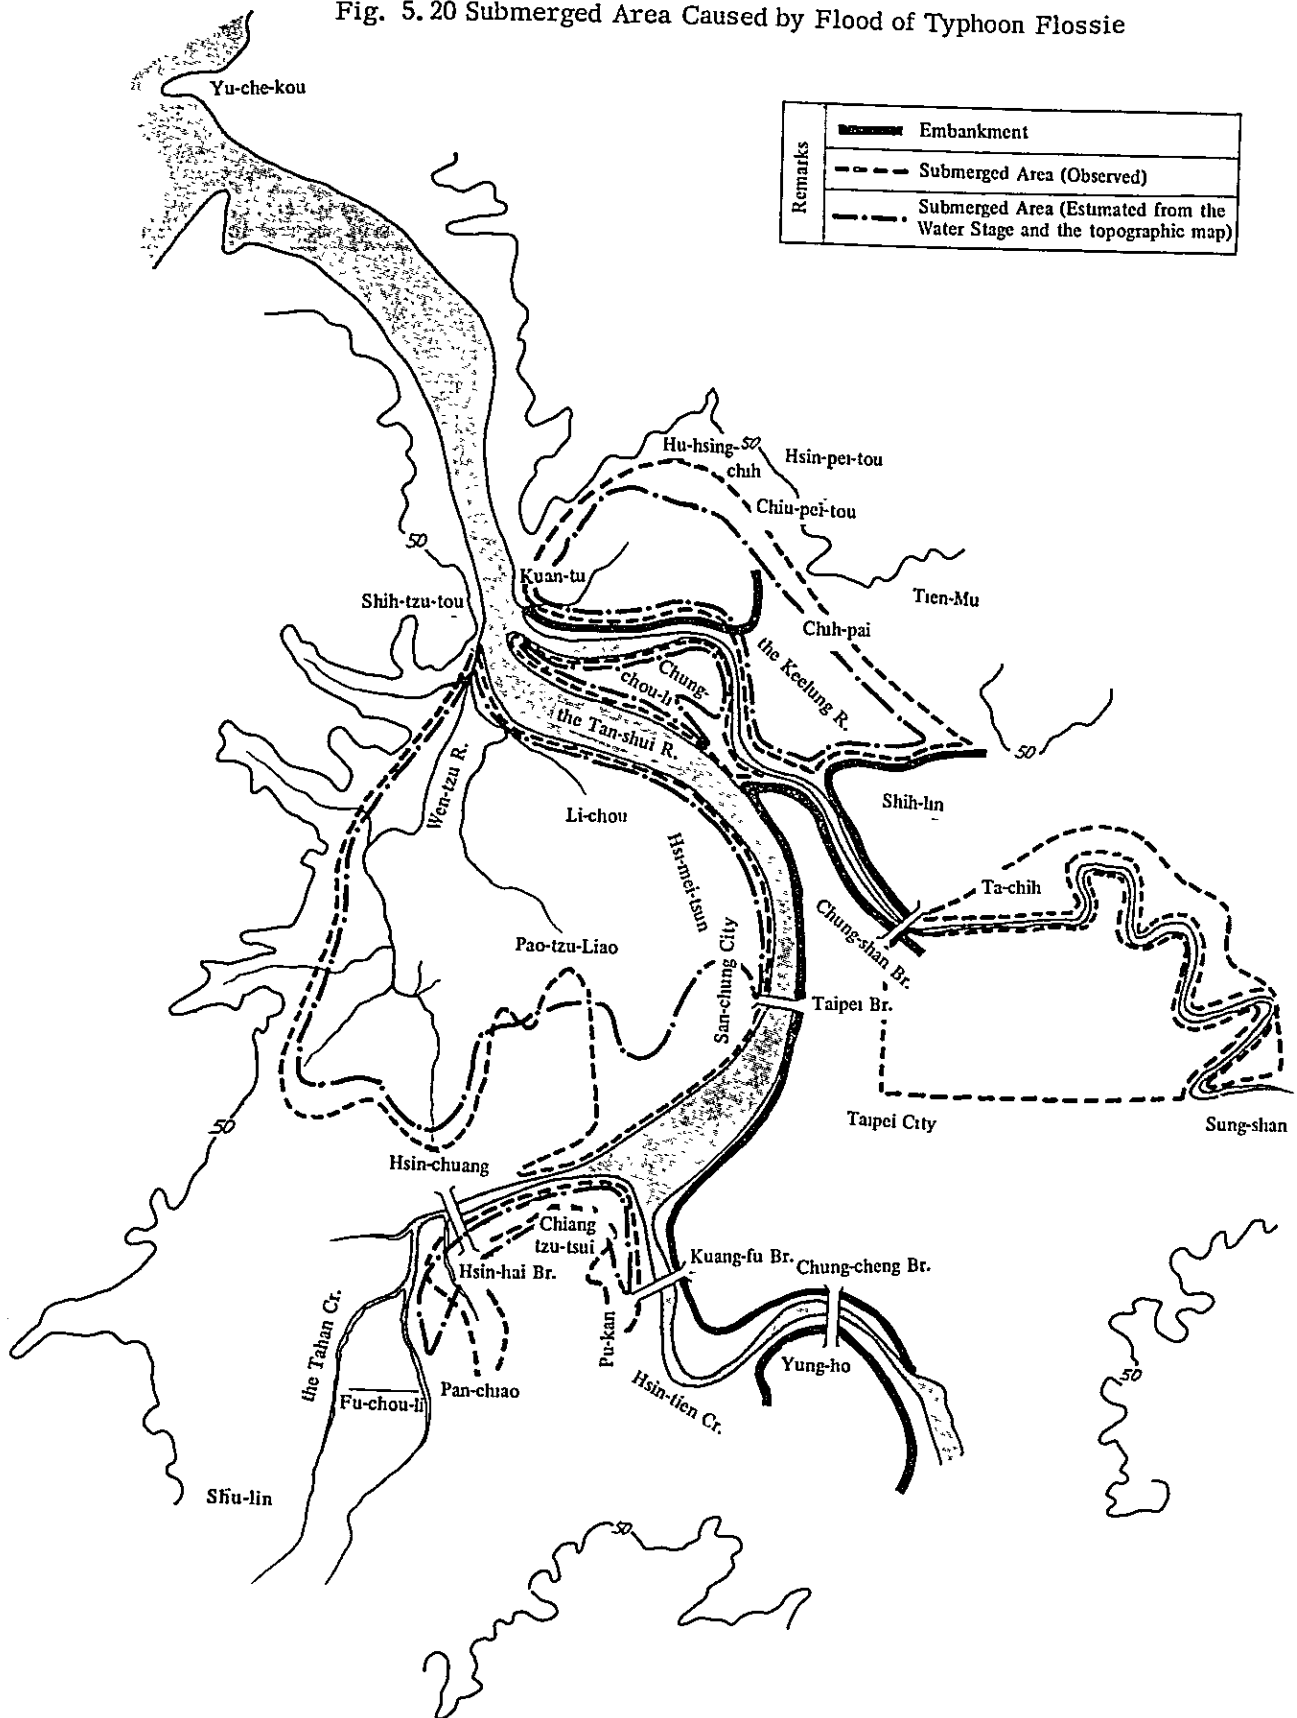 Fig. 5.20 Submerged Area Caused by Flood of Typhoon Flossie
Remarks
Embankment
Submerged Area (Observed)
Submerged Area (Estimated from the
Water Stage and the topographic map)
Yu-che-kou
Hu-hsing-
chih
50
Hsin-pei-tou
Chiu-pei-tou
50
Kuan-tu
Tien-Mu
Shih-tzu-tou
Chih-pai
the Keelung R.
Chung-
chou-li
the Tan-shui R.
50
Wen-tzu R.
Li-chou
Shih-lin
Hsi-mei-tsun
Ta-chih
Chung-shan Br.
San-chung City
Pao-tzu-Liao
Taipei Br.
Taipei City
Sung-shan
50
Hsin-chuang
Chiang
tzu-tsui
Hsin-hai Br.
Kuang-fu Br.
Chung-cheng Br.
the Tahan Cr.
Pu-kan
Yung-ho
50
Hsin-tien Cr.
Pan-chiao
Fu-chou-li
Shu-lin
50